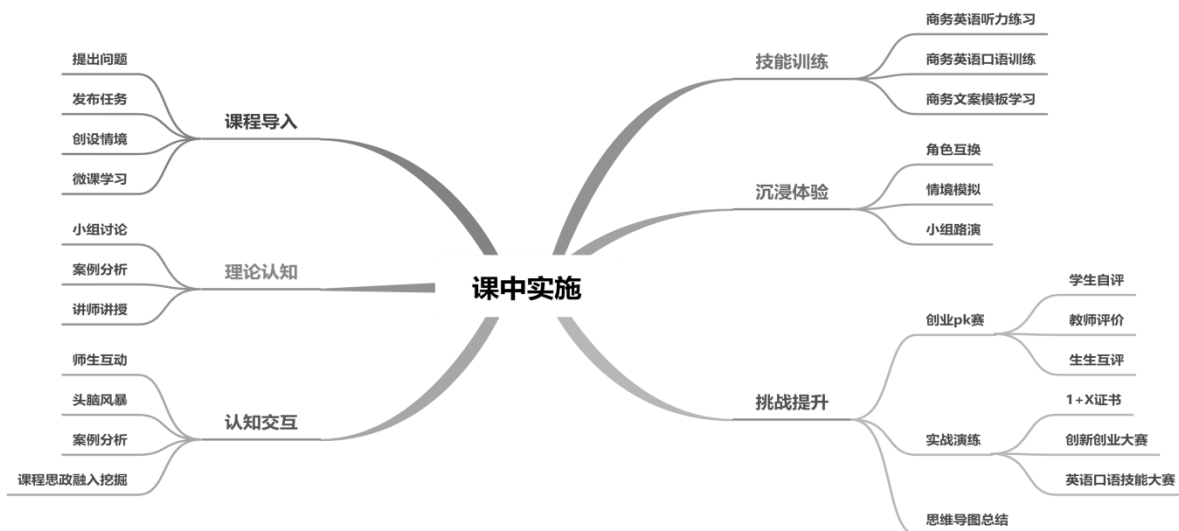 课中实施
课程导入
提出问题
发布任务
创设情境
微课学习
理论认知
小组讨论
案例分析
讲师讲授
认知交互
师生互动
头脑风暴
案例分析
课程思政融入挖掘
技能训练
商务英语听力练习
商务英语口语训练
商务文案模板学习
沉浸体验
角色互换
情境模拟
小组路演
挑战提升
创业pk赛
学生自评
教师评价
生生互评
实战演练
1+X证书
创新创业大赛
英语口语技能大赛
思维导图总结